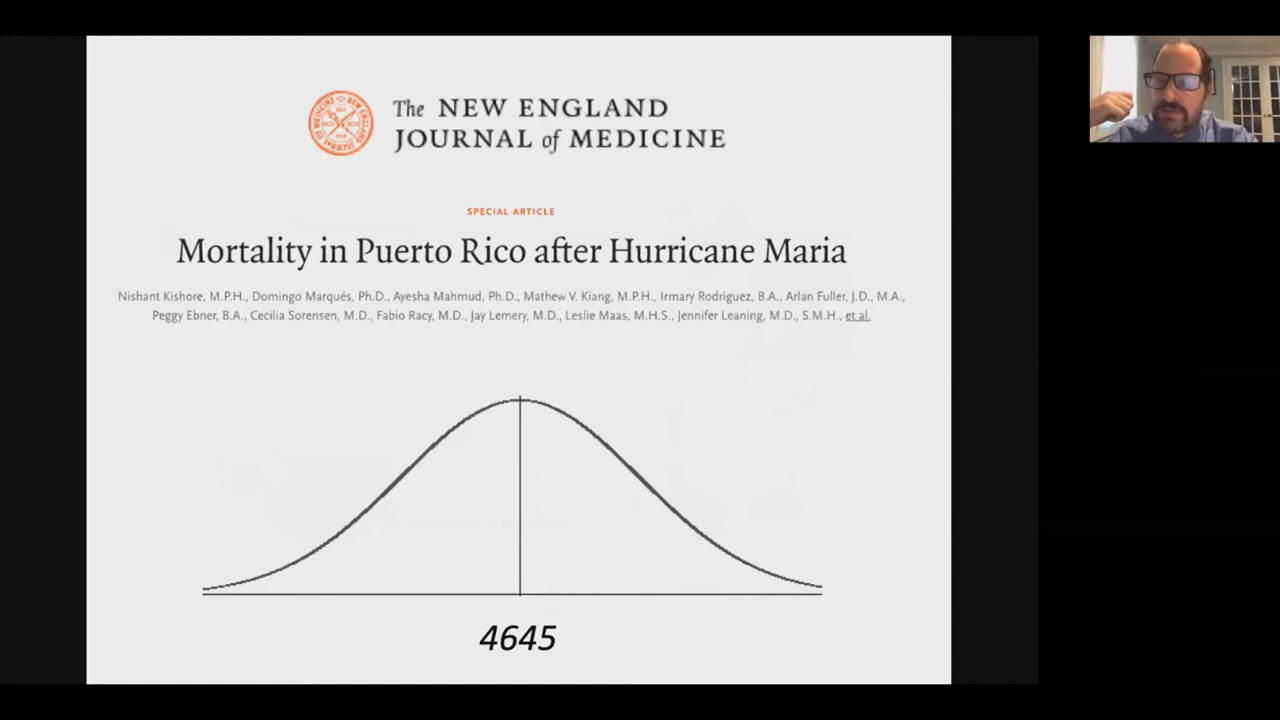 The NEW ENGLAND
JOURNAL of MEDICINE
SPECIAL ARTICLE
Mortality in Puerto Rico after Hurricane Maria
Nishant Kishore, M.P.H., Domingo Marqués, Ph.D., Ayesha Mahmud, Ph.D., Mathew V. Kiang, M.P.H., Irmary Rodriguez, B.A., Arlan Fuller, J.D., M.A.,
Peggy Ebner, B.A., Cecilia Sorensen, M.D., Fabio Racy, M.D., Jay Lemery, M.D., Leslie Maas, M.H.S., Jennifer Leaning, M.D., S.M.H., et al.
4645